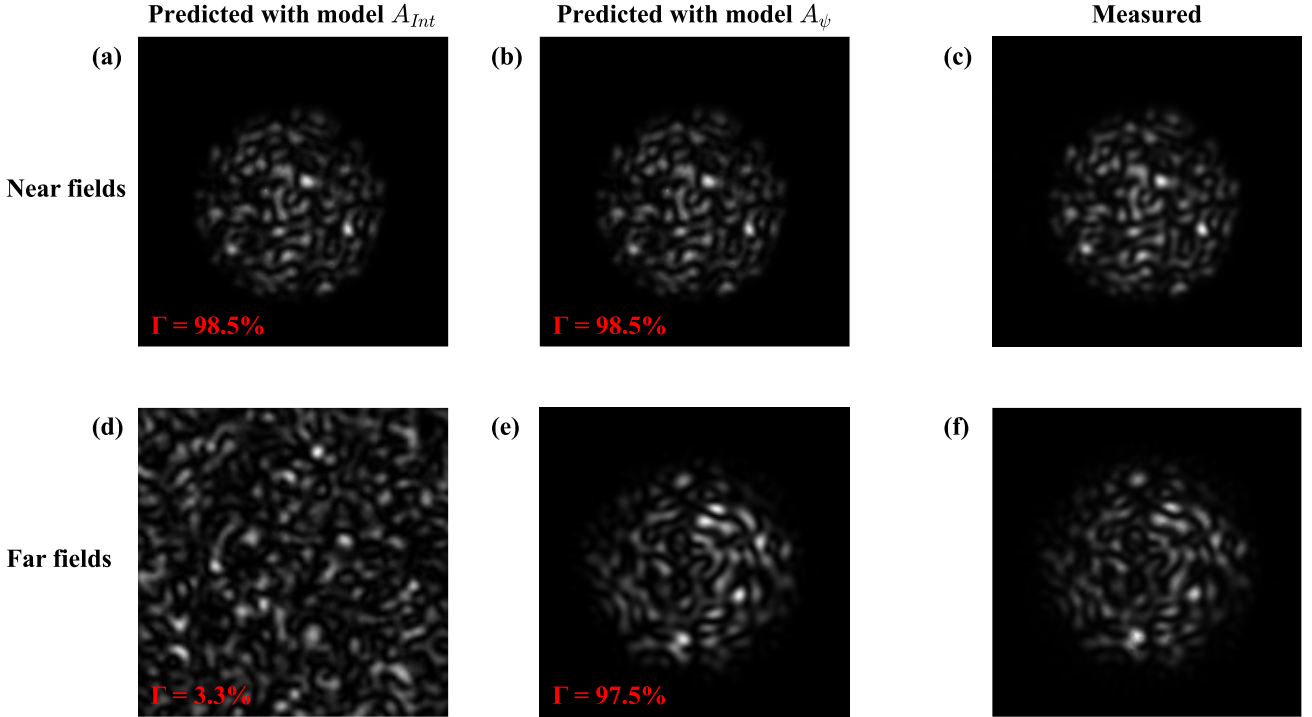 Predicted with model A_Int
Predicted with model A_ψ
Measured
(a)
(b)
(c)
Near fields
Γ = 98.5%
Γ = 98.5%
(d)
(e)
(f)
Far fields
Γ = 3.3%
Γ = 97.5%